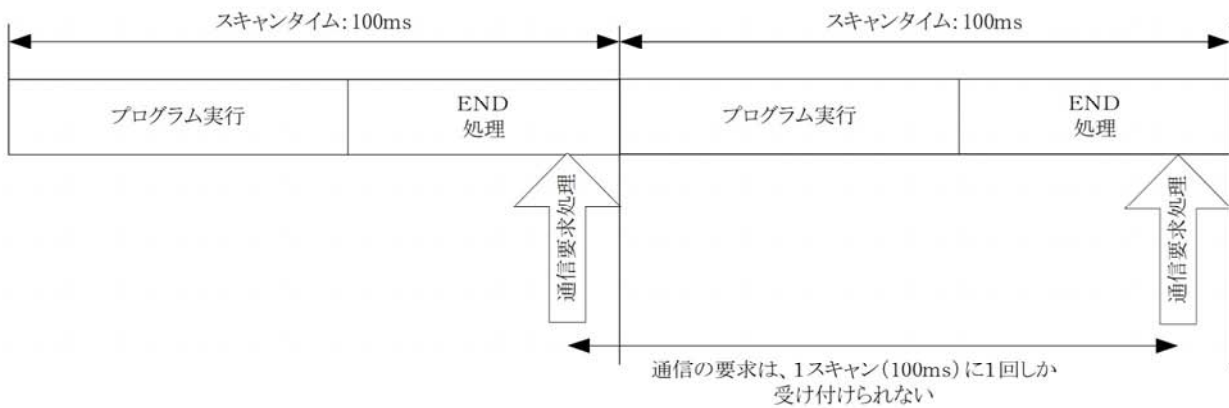 スキャンタイム:100ms
スキャンタイム:100ms
プログラム実行
END
処理
プログラム実行
END
処理
通信要求処理
通信要求処理
通信の要求は、1スキャン(100ms)に1回しか
受け付けられない